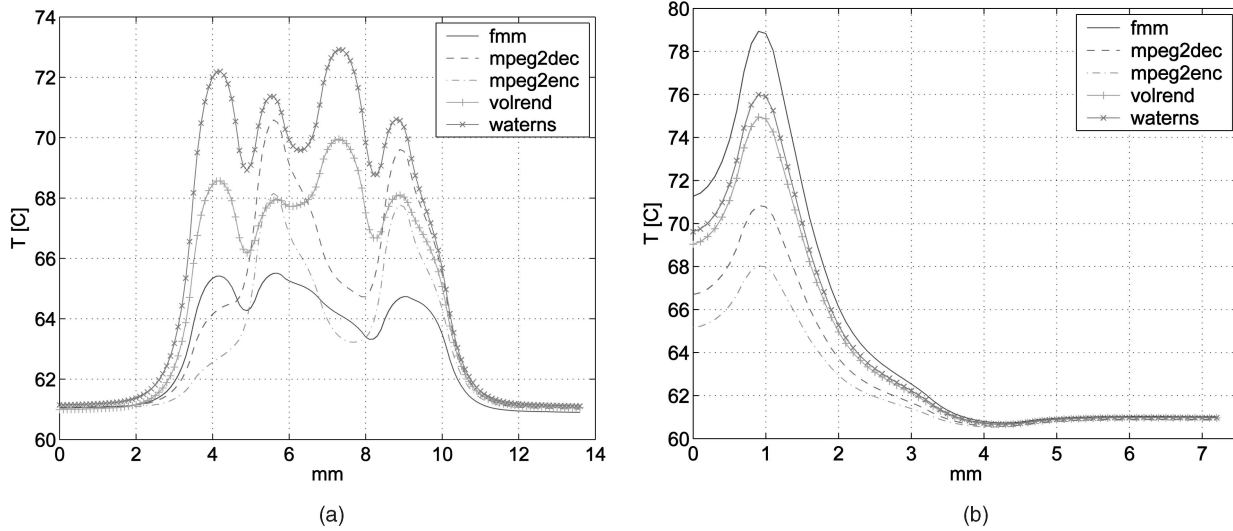 74
72
70
68
66
64
62
60
T [C]
0
2
4
6
8
10
12
14
mm
fmm
mpeg2dec
mpeg2enc
volrend
waterns
(a)
80
78
76
74
72
70
68
66
64
62
60
T [C]
0
1
2
3
4
5
6
7
mm
fmm
mpeg2dec
mpeg2enc
volrend
waterns
(b)